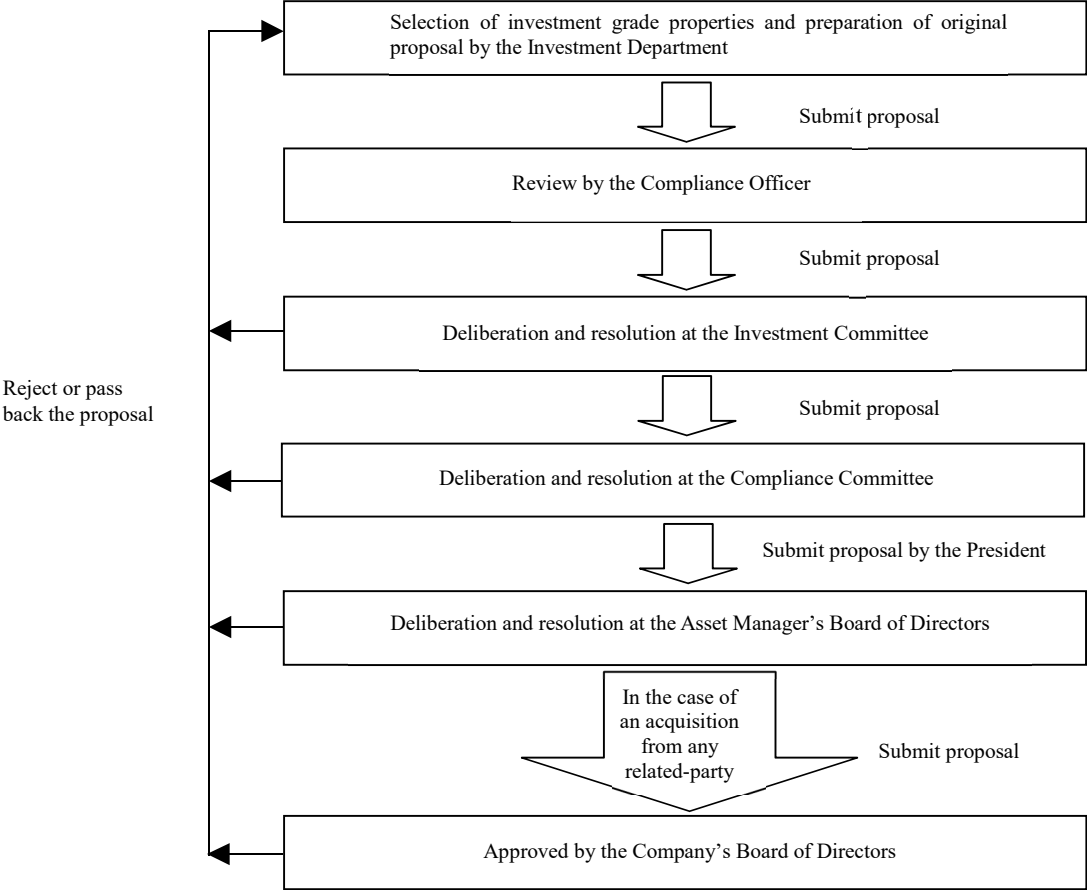 Selection of investment grade properties and preparation of original
proposal by the Investment Department
Submit proposal
Review by the Compliance Officer
Submit proposal
Deliberation and resolution at the Investment Committee
Reject or pass
back the proposal
Submit proposal
Deliberation and resolution at the Compliance Committee
Submit proposal by the President
Deliberation and resolution at the Asset Manager’s Board of Directors
In the case of
an acquisition
from any
related-party
Submit proposal
Approved by the Company’s Board of Directors